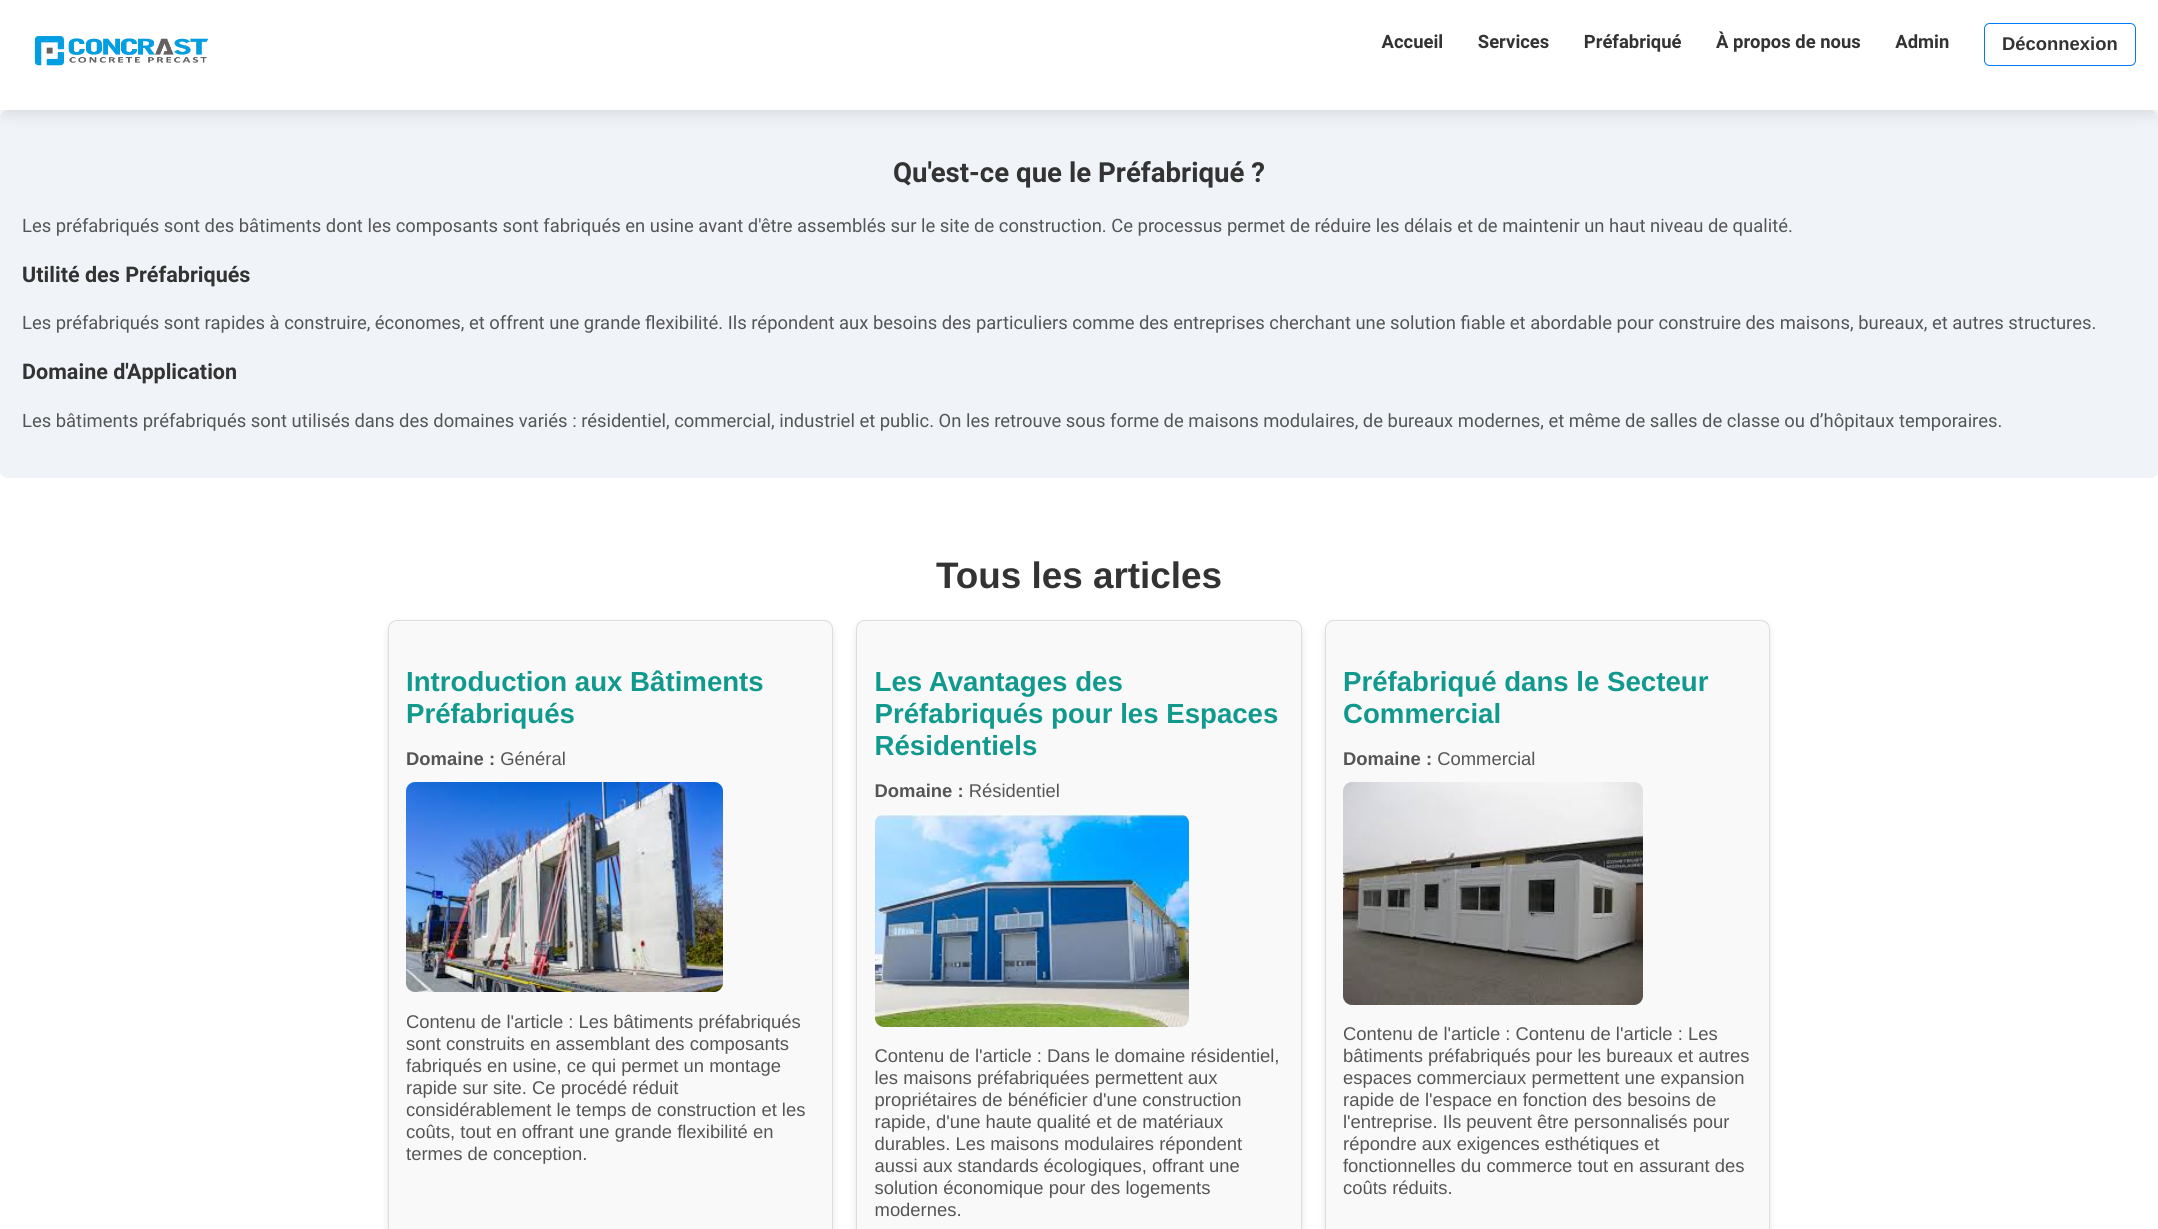 CONCRAST
CONCRETE PRECAST
Accueil
Services
Préfabriqué
À propos de nous
Admin
Déconnexion
Qu'est-ce que le Préfabriqué ?
Les préfabriqués sont des bâtiments dont les composants sont fabriqués en usine avant d'être assemblés sur le site de construction. Ce processus permet de réduire les délais et de maintenir un haut niveau de qualité.
Utilité des Préfabriqués
Les préfabriqués sont rapides à construire, économes, et offrent une grande flexibilité. Ils répondent aux besoins des particuliers comme des entreprises cherchant une solution fiable et abordable pour construire des maisons, bureaux, et autres structures.
Domaine d'Application
Les bâtiments préfabriqués sont utilisés dans des domaines variés : résidentiel, commercial, industriel et public. On les retrouve sous forme de maisons modulaires, de bureaux modernes, et même de salles de classe ou d’hôpitaux temporaires.
Tous les articles
Introduction aux Bâtiments
Préfabriqués
Domaine : Général
Contenu de l'article : Les bâtiments préfabriqués
sont construits en assemblant des composants
fabriqués en usine, ce qui permet un montage
rapide sur site. Ce procédé réduit
considérablement le temps de construction et les
coûts, tout en offrant une grande flexibilité en
termes de conception.
Les Avantages des
Préfabriqués pour les Espaces
Résidentiels
Domaine : Résidentiel
Contenu de l'article : Dans le domaine résidentiel,
les maisons préfabriquées permettent aux
propriétaires de bénéficier d'une construction
rapide, d'une haute qualité et de matériaux
durables. Les maisons modulaires répondent
aussi aux standards écologiques, offrant une
solution économique pour des logements
modernes.
Préfabriqué dans le Secteur
Commercial
Domaine : Commercial
Contenu de l'article : Contenu de l'article : Les
bâtiments préfabriqués pour les bureaux et autres
espaces commerciaux permettent une expansion
rapide de l'espace en fonction des besoins de
l'entreprise. Ils peuvent être personnalisés pour
répondre aux exigences esthétiques et
fonctionnelles du commerce tout en assurant des
coûts réduits.